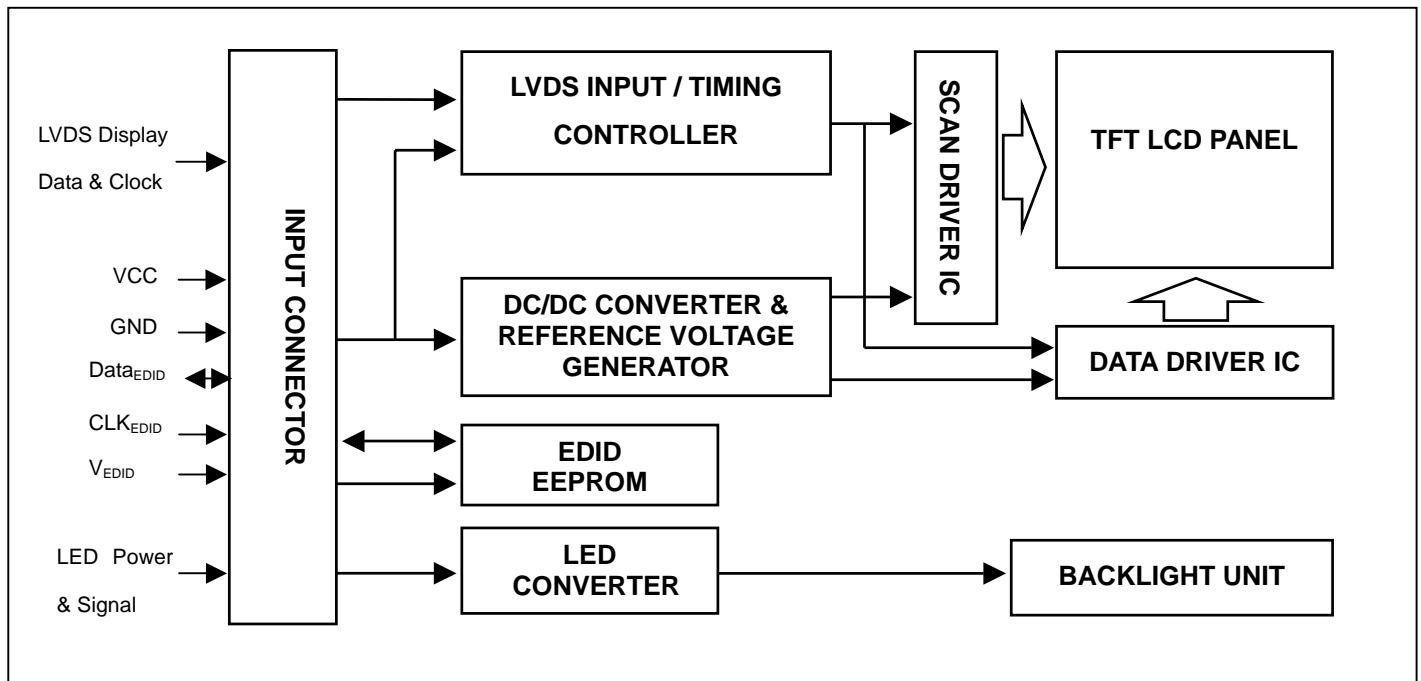 LVDS Display
Data & Clock
VCC
GND
DataEDID
CLKEDID
VEDID
LED Power
& Signal
INPUT CONNECTOR
LVDS INPUT / TIMING
CONTROLLER
DC/DC CONVERTER &
REFERENCE VOLTAGE
GENERATOR
EDID
EEPROM
LED
CONVERTER
SCAN DRIVER IC
TFT LCD PANEL
DATA DRIVER IC
BACKLIGHT UNIT